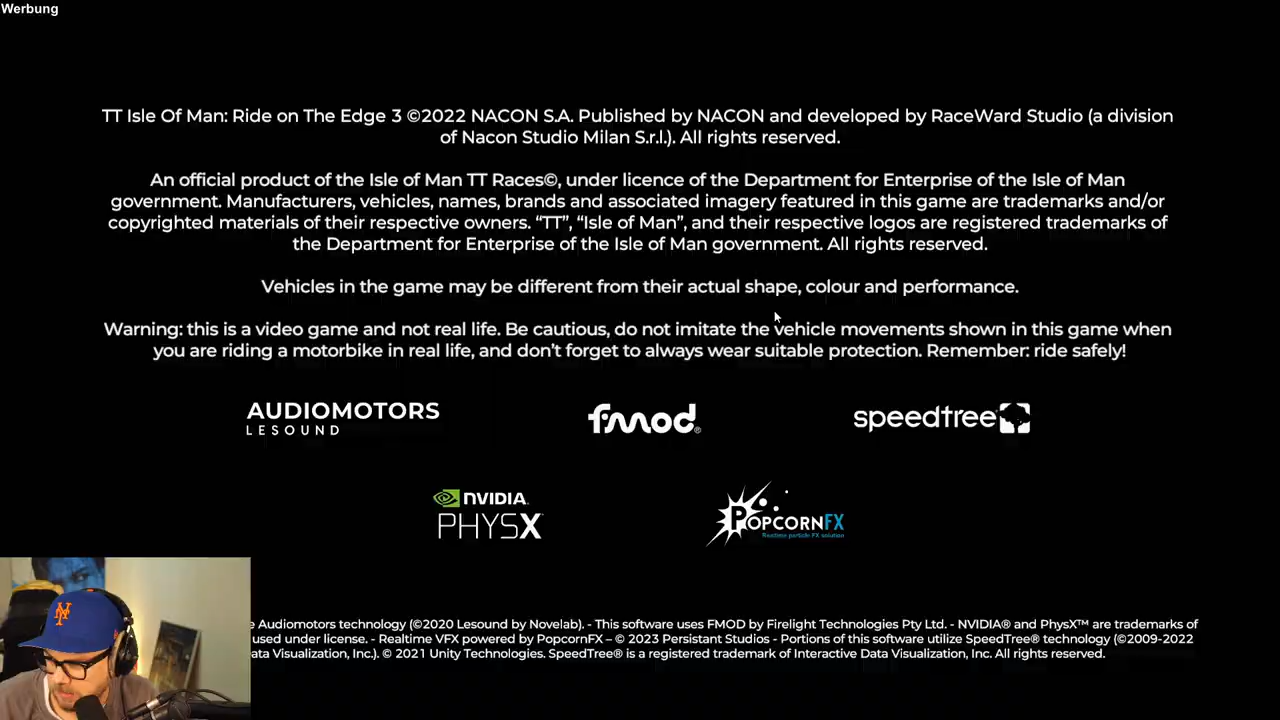 Werbung
TT Isle Of Man: Ride on The Edge 3 ©2022 NACON S.A. Published by NACON and developed by RaceWard Studio (a division
of Nacon Studio Milan S.r.l.). All rights reserved.
An official product of the Isle of Man TT Races©, under licence of the Department for Enterprise of the Isle of Man
government. Manufacturers, vehicles, names, brands and associated imagery featured in this game are trademarks and/or
copyrighted materials of their respective owners. “TT”, “Isle of Man”, and their respective logos are registered trademarks of
the Department for Enterprise of the Isle of Man government. All rights reserved.
Vehicles in the game may be different from their actual shape, colour and performance.
Warning: this is a video game and not real life. Be cautious, do not imitate the vehicle movements shown in this game when
you are riding a motorbike in real life, and don’t forget to always wear suitable protection. Remember: ride safely!
AUDIOMOTORS
LESOUND
fmod®
speedtree
NVIDIA.
PHYSX
POPCORNFX
Realtime particle FX solution
Audiomotors technology (©2020 Lesound by Novelab). - This software uses FMOD by Firelight Technologies Pty Ltd. - NVIDIA® and PhysX™ are trademarks of
used under license. - Realtime VFX powered by PopcornFX – © 2023 Persistant Studios - Portions of this software utilize SpeedTree® technology (©2009-2022
Visualization, Inc.). © 2021 Unity Technologies. SpeedTree® is a registered trademark of Interactive Data Visualization, Inc. All rights reserved.
NY